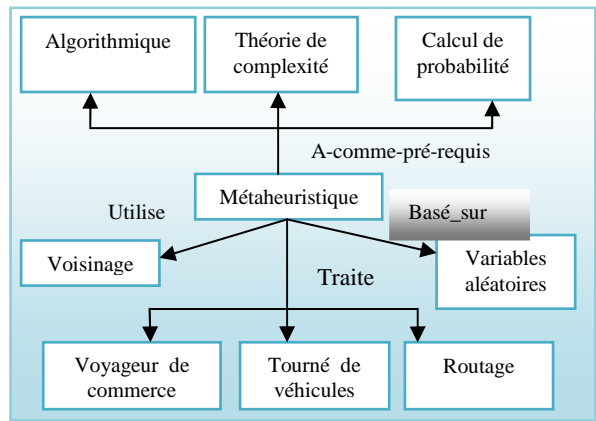 Algorithmique
Théorie de
complexité
Calcul de
probabilité
A-comme-pré-requis
Métaheuristique
Utilise
Basé_sur
Voisinage
Variables
aléatoires
Traite
Voyageur de
commerce
Tourné de
véhicules
Routage